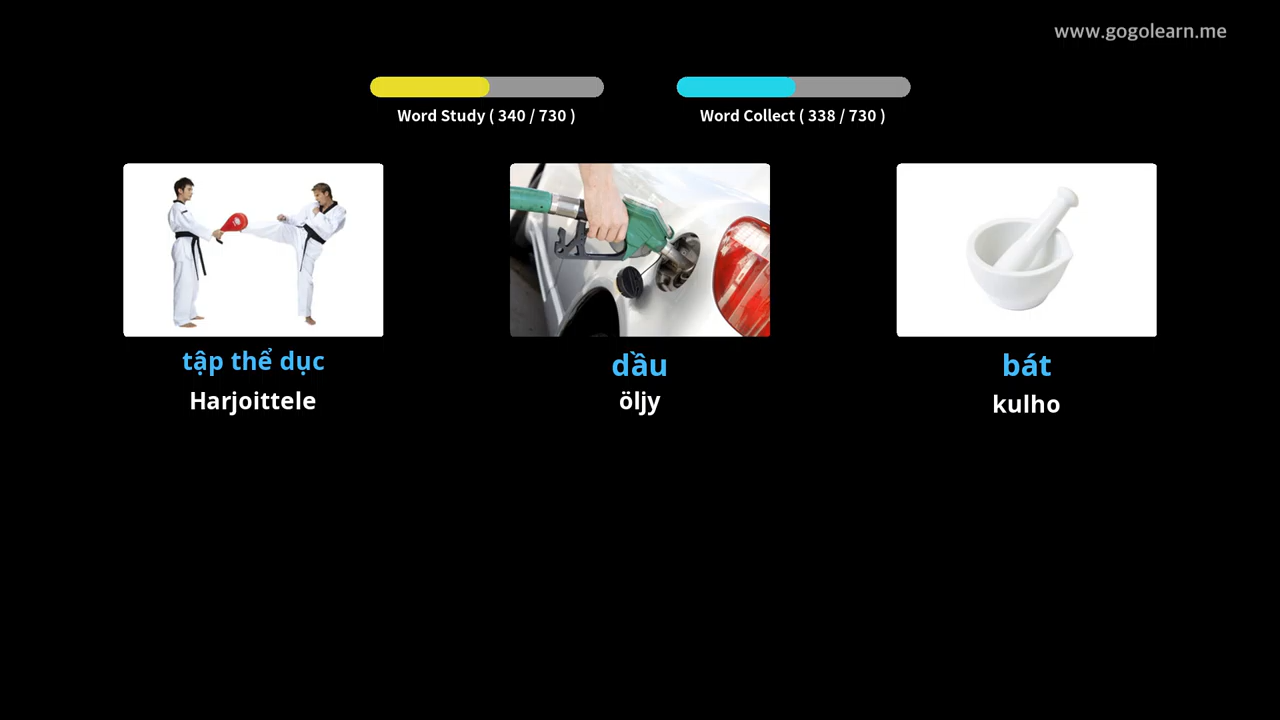 www.gogolearn.me
Word Study ( 340 / 730 )
Word Collect ( 338 / 730 )
tập thể dục
Harjoittele
dầu
öljy
bát
kulho